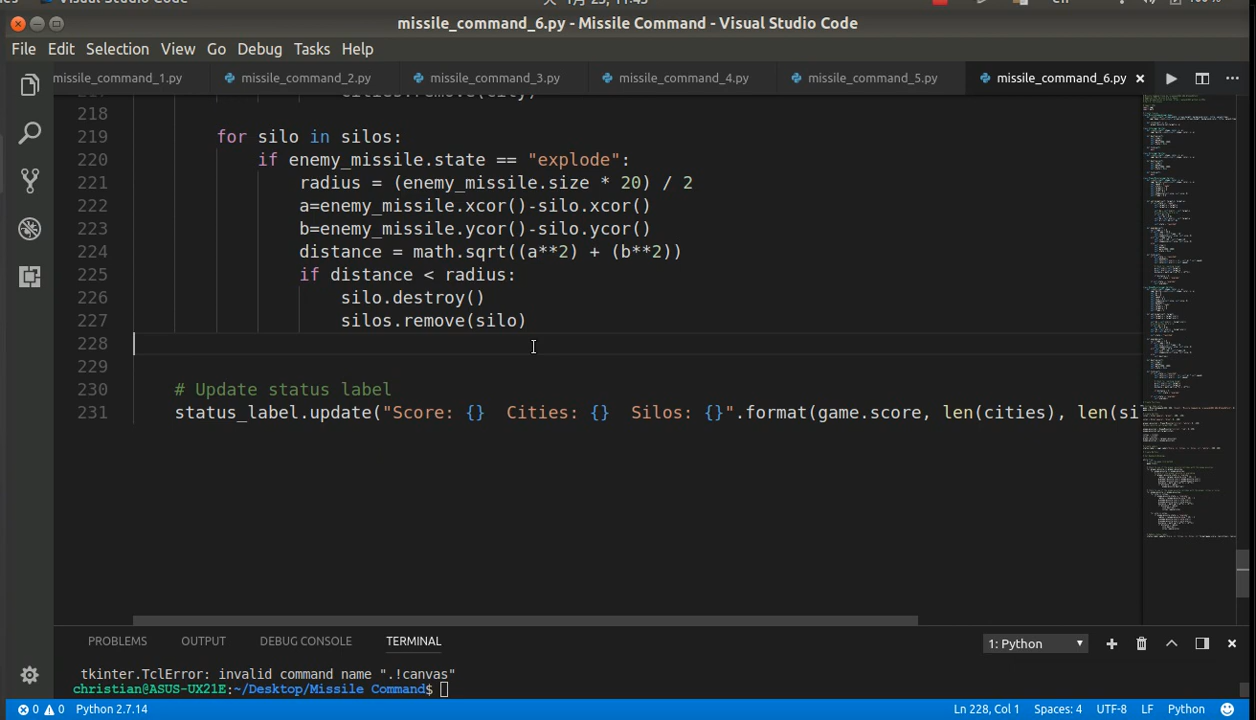 missile_command_6.py - Missile Command - Visual Studio Code
File Edit Selection View Go Debug Tasks Help
missile_command_1.py missile_command_2.py missile_command_3.py missile_command_4.py missile_command_5.py missile_command_6.py
218
219 for silo in silos:
220 if enemy_missile.state == "explode":
221 radius = (enemy_missile.size * 20) / 2
222 a=enemy_missile.xcor()-silo.xcor()
223 b=enemy_missile.ycor()-silo.ycor()
224 distance = math.sqrt((a**2) + (b**2))
225 if distance < radius:
226 silo.destroy()
227 silos.remove(silo)
228
229
230 # Update status label
231 status_label.update("Score: {}  Cities: {}  Silos: {}".format(game.score, len(cities), len(si
PROBLEMS OUTPUT DEBUG CONSOLE TERMINAL 1: Python
tkinter.TclError: invalid command name ".!canvas"
christian@ASUS-UX21E:~/Desktop/Missile Command$
0 0 Python 2.7.14 Ln 228, Col 1 Spaces: 4 UTF-8 LF Python